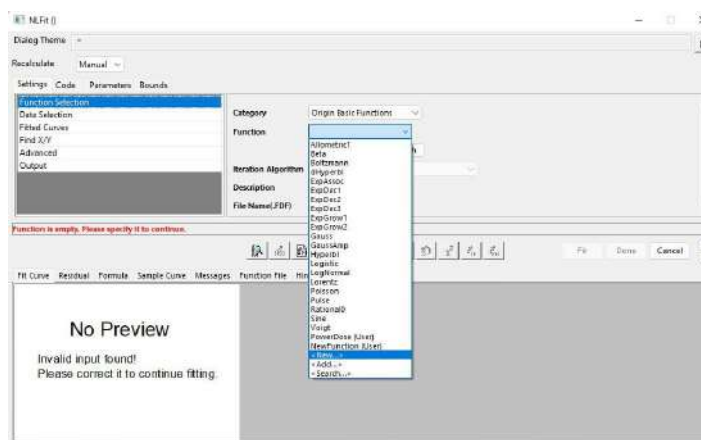 NLFit ()
Dialog Theme *
Recalculate Manual
Settings Code Parameters Bounds
Function Selection
Data Selection
Fitted Curves
Find X/Y
Advanced
Output
Category Origin Basic Functions
Function
Iteration Algorithm
Description
File Name(.FDF)
Allometric1
Beta
Boltzmann
dHyperbl
ExpAssoc
ExpDec1
ExpDec2
ExpDec3
ExpGrow1
ExpGrow2
Gauss
GaussAmp
Hyperbl
Logistic
LogNormal
Lorentz
Poisson
Pulse
Rational0
Sine
Voigt
PowerDose (User)
NewFunction (User)
<New...>
<Add...>
<Search...>
Function is empty. Please specify it to continue.
Fit Done Cancel
Fit Curve Residual Formula Sample Curve Messages Function File Hin
No Preview
Invalid input found!
Please correct it to continue fitting.